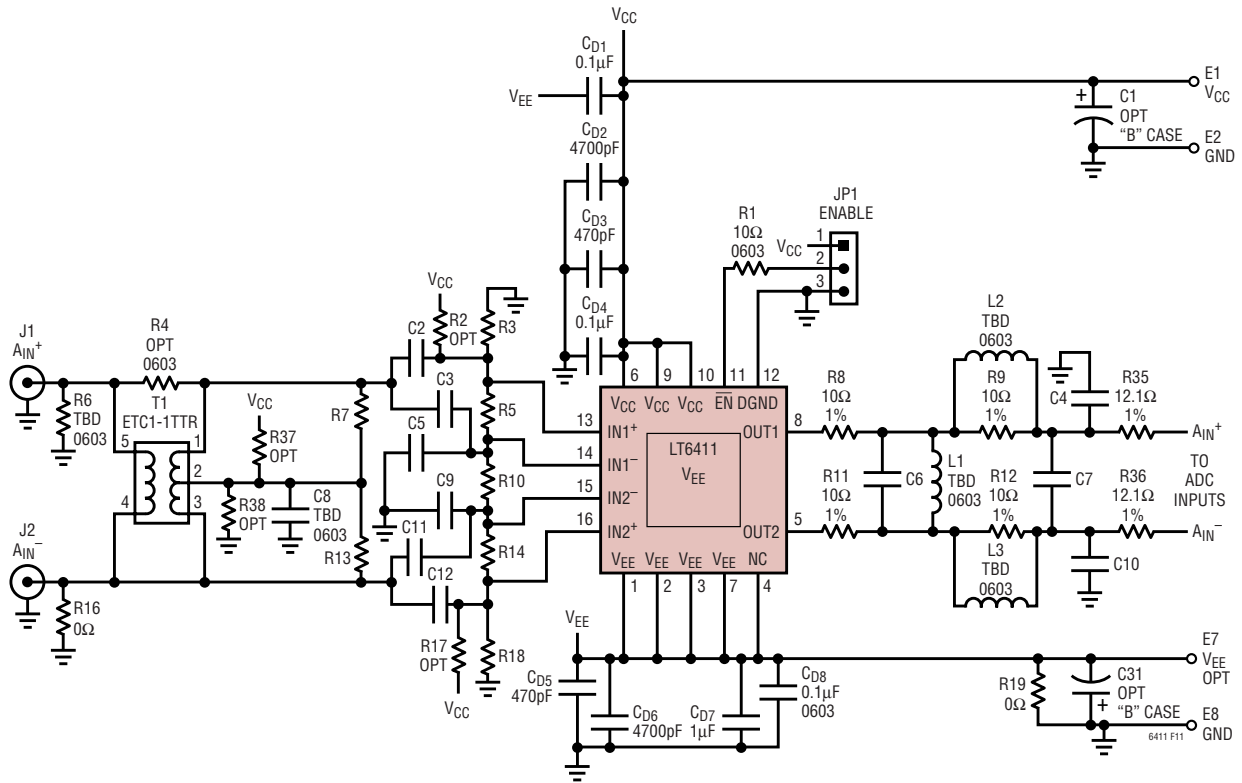 VCC
CD1
0.1µF
VEE
CD2
4700pF
CD3
470pF
CD4
0.1µF
E1
VCC
+
C1
OPT
"B" CASE
E2
GND
JP1
ENABLE
R1
10Ω
0603
VCC
1
2
3
J1
AIN+
R6
TBD
0603
R4
OPT
0603
T1
ETC1-1TTR
5
4
1
2
3
VCC
R37
OPT
R38
OPT
C8
TBD
0603
R7
R13
J2
AIN–
R16
0Ω
VCC
R2
OPT
R3
C2
C3
C5
C9
C11
C12
R5
R10
R14
R17
OPT
VCC
R18
6 9 10 11 12
VCC VCC VCC EN DGND
13 IN1+
14 IN1–
15 IN2–
16 IN2+
LT6411
VEE
OUT1 8
OUT2 5
VEE VEE VEE VEE NC
1 2 3 7 4
R8
10Ω
1%
R11
10Ω
1%
C6
L1
TBD
0603
L2
TBD
0603
R9
10Ω
1%
R12
10Ω
1%
L3
TBD
0603
C4
C7
C10
R35
12.1Ω
1%
R36
12.1Ω
1%
AIN+
TO
ADC
INPUTS
AIN–
VEE
CD5
470pF
CD6
4700pF
CD7
1µF
CD8
0.1µF
0603
R19
0Ω
C31
OPT
+
"B" CASE
E7
VEE
OPT
E8
GND
6411 F11